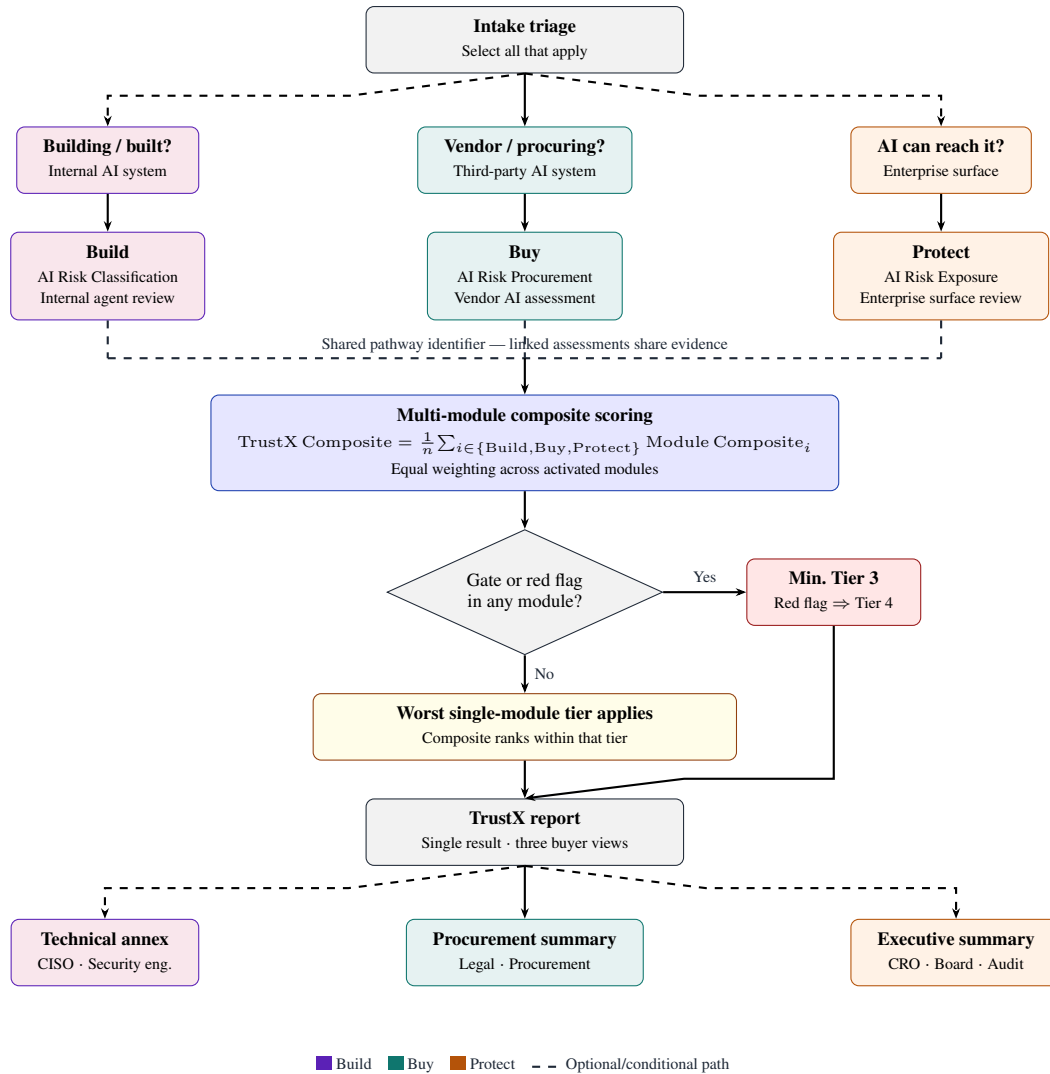 Intake triage
Select all that apply
Building / built?
Internal AI system
Vendor / procuring?
Third-party AI system
AI can reach it?
Enterprise surface
Build
AI Risk Classification
Internal agent review
Buy
AI Risk Procurement
Vendor AI assessment
Protect
AI Risk Exposure
Enterprise surface review
Shared pathway identifier — linked assessments share evidence
Multi-module composite scoring
TrustX Composite = 1/n ∑_{i∈{Build,Buy,Protect}} Module Composite_i
Equal weighting across activated modules
Gate or red flag
in any module?
Yes
Min. Tier 3
Red flag ⇒ Tier 4
No
Worst single-module tier applies
Composite ranks within that tier
TrustX report
Single result · three buyer views
Technical annex
CISO · Security eng.
Procurement summary
Legal · Procurement
Executive summary
CRO · Board · Audit
Build
Buy
Protect
Optional/conditional path